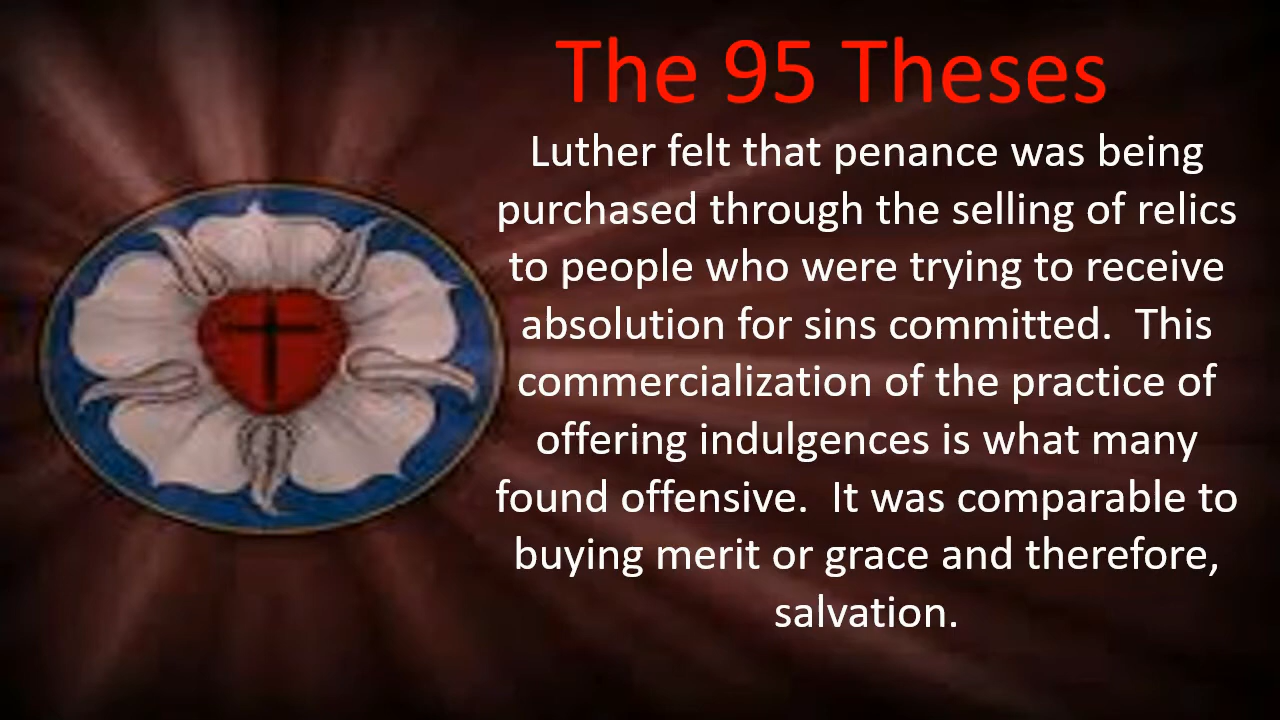 The 95 Theses
Luther felt that penance was being
purchased through the selling of relics
to people who were trying to receive
absolution for sins committed.  This
commercialization of the practice of
offering indulgences is what many
found offensive.  It was comparable to
buying merit or grace and therefore,
salvation.